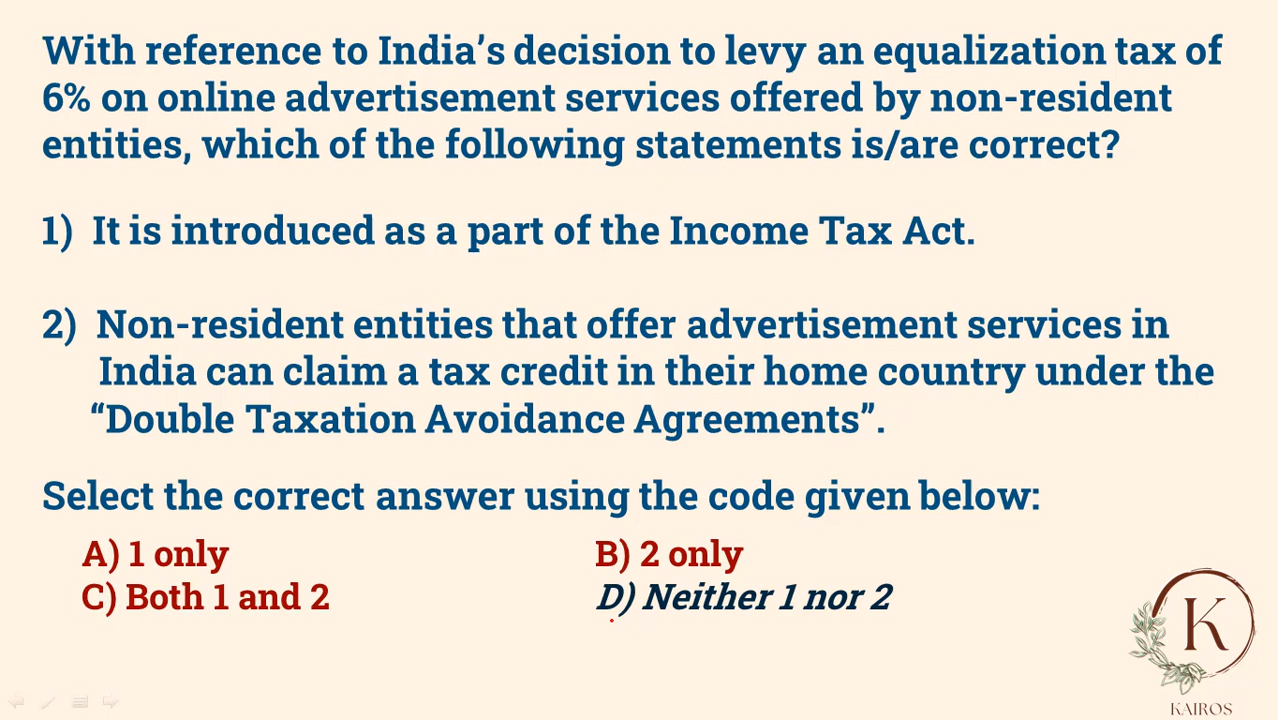 With reference to India’s decision to levy an equalization tax of
6% on online advertisement services offered by non-resident
entities, which of the following statements is/are correct?
1) It is introduced as a part of the Income Tax Act.
2) Non-resident entities that offer advertisement services in
India can claim a tax credit in their home country under the
“Double Taxation Avoidance Agreements”.
Select the correct answer using the code given below:
A) 1 only B) 2 only
C) Both 1 and 2 D) Neither 1 nor 2
K
KAIROS